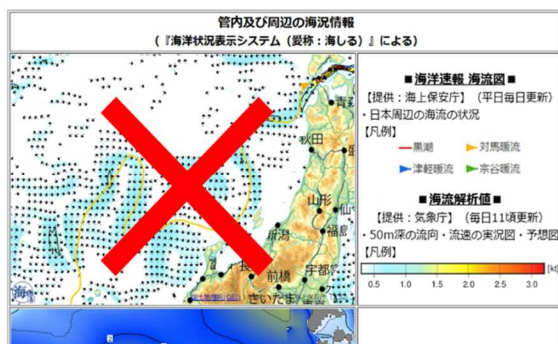 管内及び周辺の海況情報
(『海洋状況表示システム（愛称：海しる）』による)
■ 海洋速報 海流図 ■
【提供：海上保安庁】（平日毎日更新）
・日本周辺の海流の状況
【凡例】
黒潮 対馬暖流
津軽暖流 宗谷暖流
■ 海流解析値 ■
【提供：気象庁】（毎日11頃更新）
・50m深の流向・流速の実況図・予想図
【凡例】
[kt]
0.5 1.0 1.5 2.0 2.5 3.0
青森
秋田
山形
仙
新潟
福島
長
前橋
宇都
さいたま
海